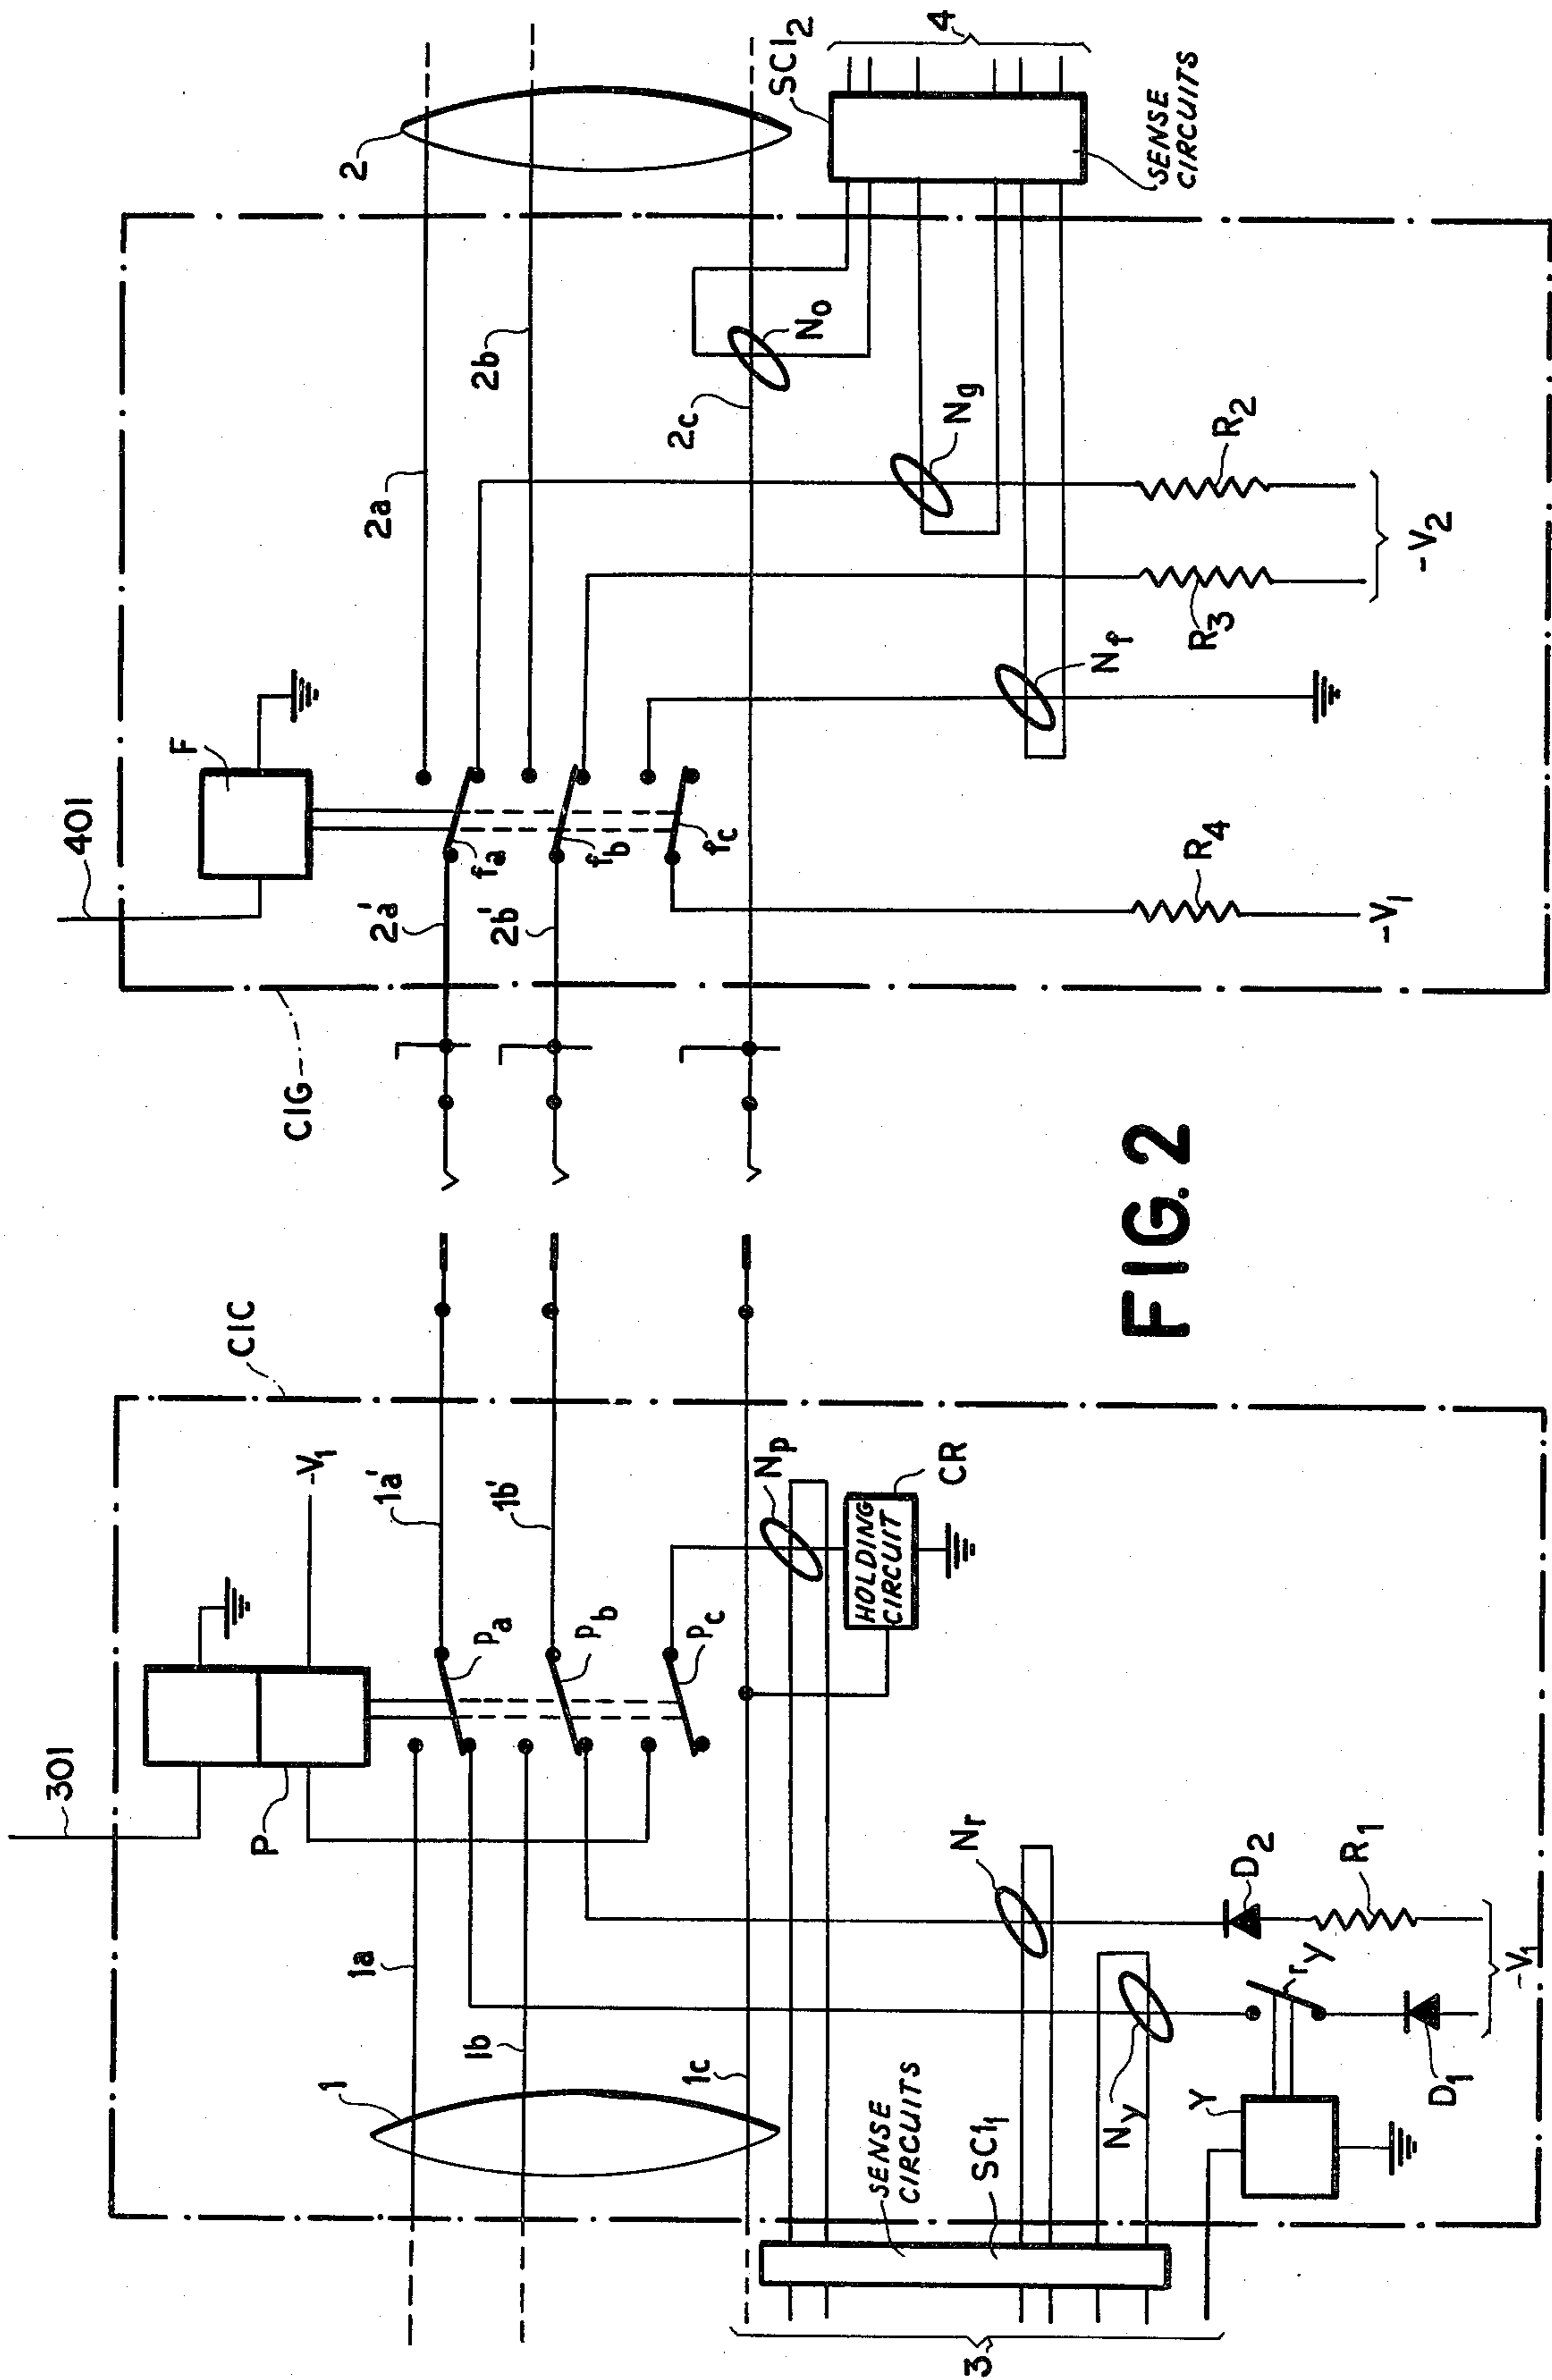 301
P
-V1
CIC
1a
1a'
pa
1b
1b'
pb
pc
1
1c
Np
CR
HOLDING
CIRCUIT
SENSE
CIRCUITS
SCI1
Nr
Ny
Y
ry
D2
R1
D1
-V1
3
FIG. 2
401
F
CIG
2a'
fa
2a
2
2b'
fb
2b
fc
2c
No
SCI2
4
SENSE
CIRCUITS
Ng
Nf
R4
R3
R2
-V1
-V2